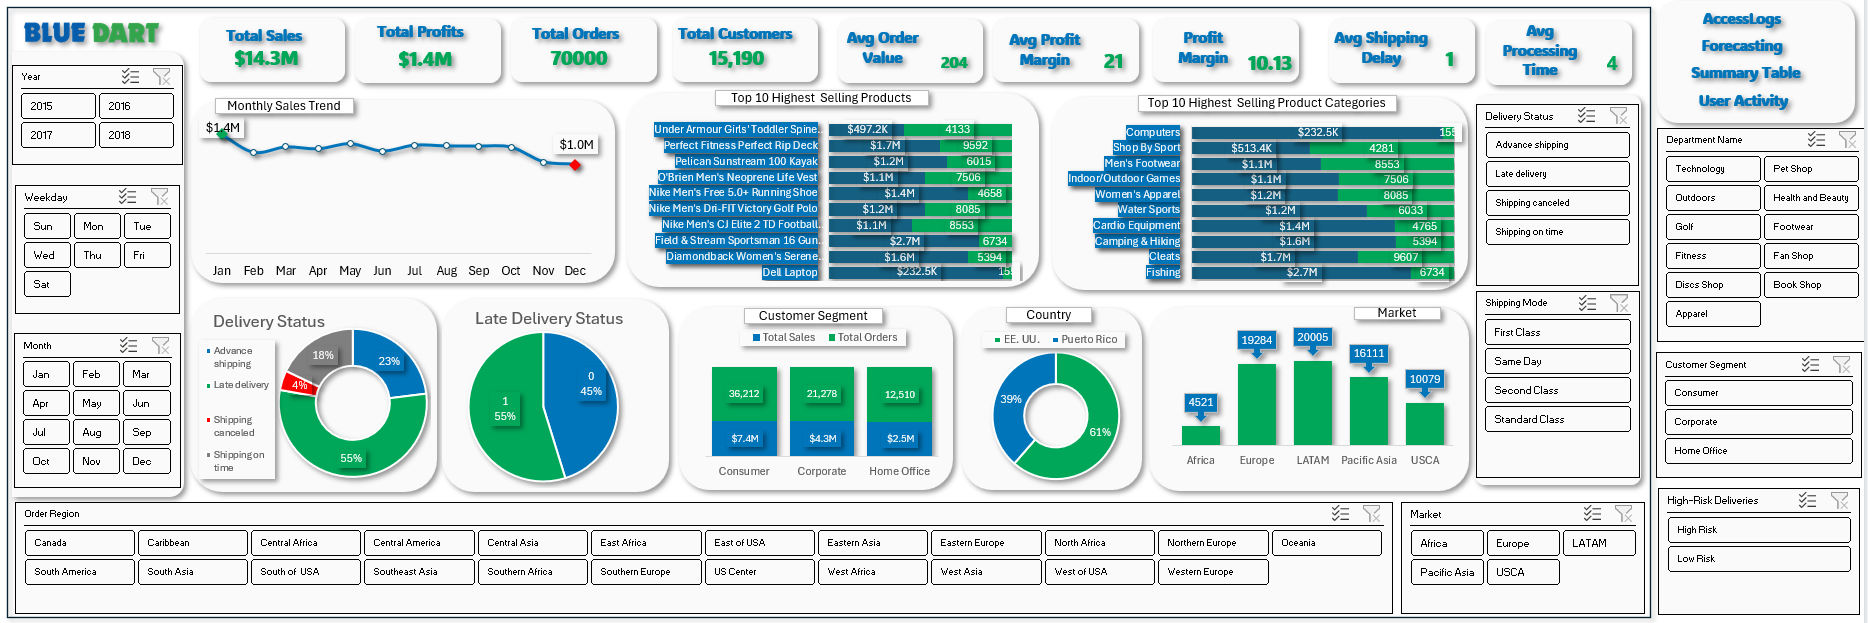 BLUE DART
Total Sales
$14.3M
Total Profits
$1.4M
Total Orders
70000
Total Customers
15,190
Avg Order
Value
204
Avg Profit
Margin
21
Profit
Margin
10.13
Avg Shipping
Delay
1
Avg
Processing
Time
4
AccessLogs
Forecasting
Summary Table
User Activity
Year
2015
2016
2017
2018
Weekday
Sun
Mon
Tue
Wed
Thu
Fri
Sat
Month
Jan
Feb
Mar
Apr
May
Jun
Jul
Aug
Sep
Oct
Nov
Dec
Monthly Sales Trend
$1.4M
$1.0M
Jan
Feb
Mar
Apr
May
Jun
Jul
Aug
Sep
Oct
Nov
Dec
Top 10 Highest Selling Products
Under Armour Girls' Toddler Spine...
$497.2K
4133
Perfect Fitness Perfect Rip Deck
$1.7M
9592
Pelican Sunstream 100 Kayak
$1.2M
6015
O'Brien Men's Neoprene Life Vest
$1.1M
7506
Nike Men's Free 5.0+ Running Shoe
$1.4M
4658
Nike Men's Dri-FIT Victory Golf Polo
$1.2M
8085
Nike Men's CJ Elite 2 TD Football...
$1.1M
8553
Field & Stream Sportsman 16 Gun...
$2.7M
6734
Diamondback Women's Serene...
$1.6M
5394
Dell Laptop
$232.5K
Top 10 Highest Selling Product Categories
Computers
$232.5K
Shop By Sport
$513.4K
4281
Men's Footwear
$1.1M
8553
Indoor/Outdoor Games
$1.1M
7506
Women's Apparel
$1.2M
8085
Water Sports
$1.2M
6033
Cardio Equipment
$1.4M
4765
Camping & Hiking
$1.6M
5394
Cleats
$1.7M
9607
Fishing
$2.7M
6734
Delivery Status
Advance shipping
Late delivery
Shipping canceled
Shipping on time
Shipping Mode
First Class
Same Day
Second Class
Standard Class
Department Name
Technology
Pet Shop
Outdoors
Health and Beauty
Golf
Footwear
Fitness
Fan Shop
Discs Shop
Book Shop
Apparel
Customer Segment
Consumer
Corporate
Home Office
High-Risk Deliveries
High Risk
Low Risk
Delivery Status
Advance
shipping
Late delivery
Shipping
canceled
Shipping on
time
18%
23%
4%
55%
Late Delivery Status
0
45%
1
55%
Customer Segment
Total Sales
Total Orders
36,212
21,278
12,510
$7.4M
$4.3M
$2.5M
Consumer
Corporate
Home Office
Country
EE. UU.
Puerto Rico
39%
61%
Market
4521
19284
20005
16111
10079
Africa
Europe
LATAM
Pacific Asia
USCA
Order Region
Canada
Caribbean
Central Africa
Central America
Central Asia
East Africa
East of USA
Eastern Asia
Eastern Europe
North Africa
Northern Europe
Oceania
South America
South Asia
South of USA
Southeast Asia
Southern Africa
Southern Europe
US Center
West Africa
West Asia
West of USA
Western Europe
Market
Africa
Europe
LATAM
Pacific Asia
USCA